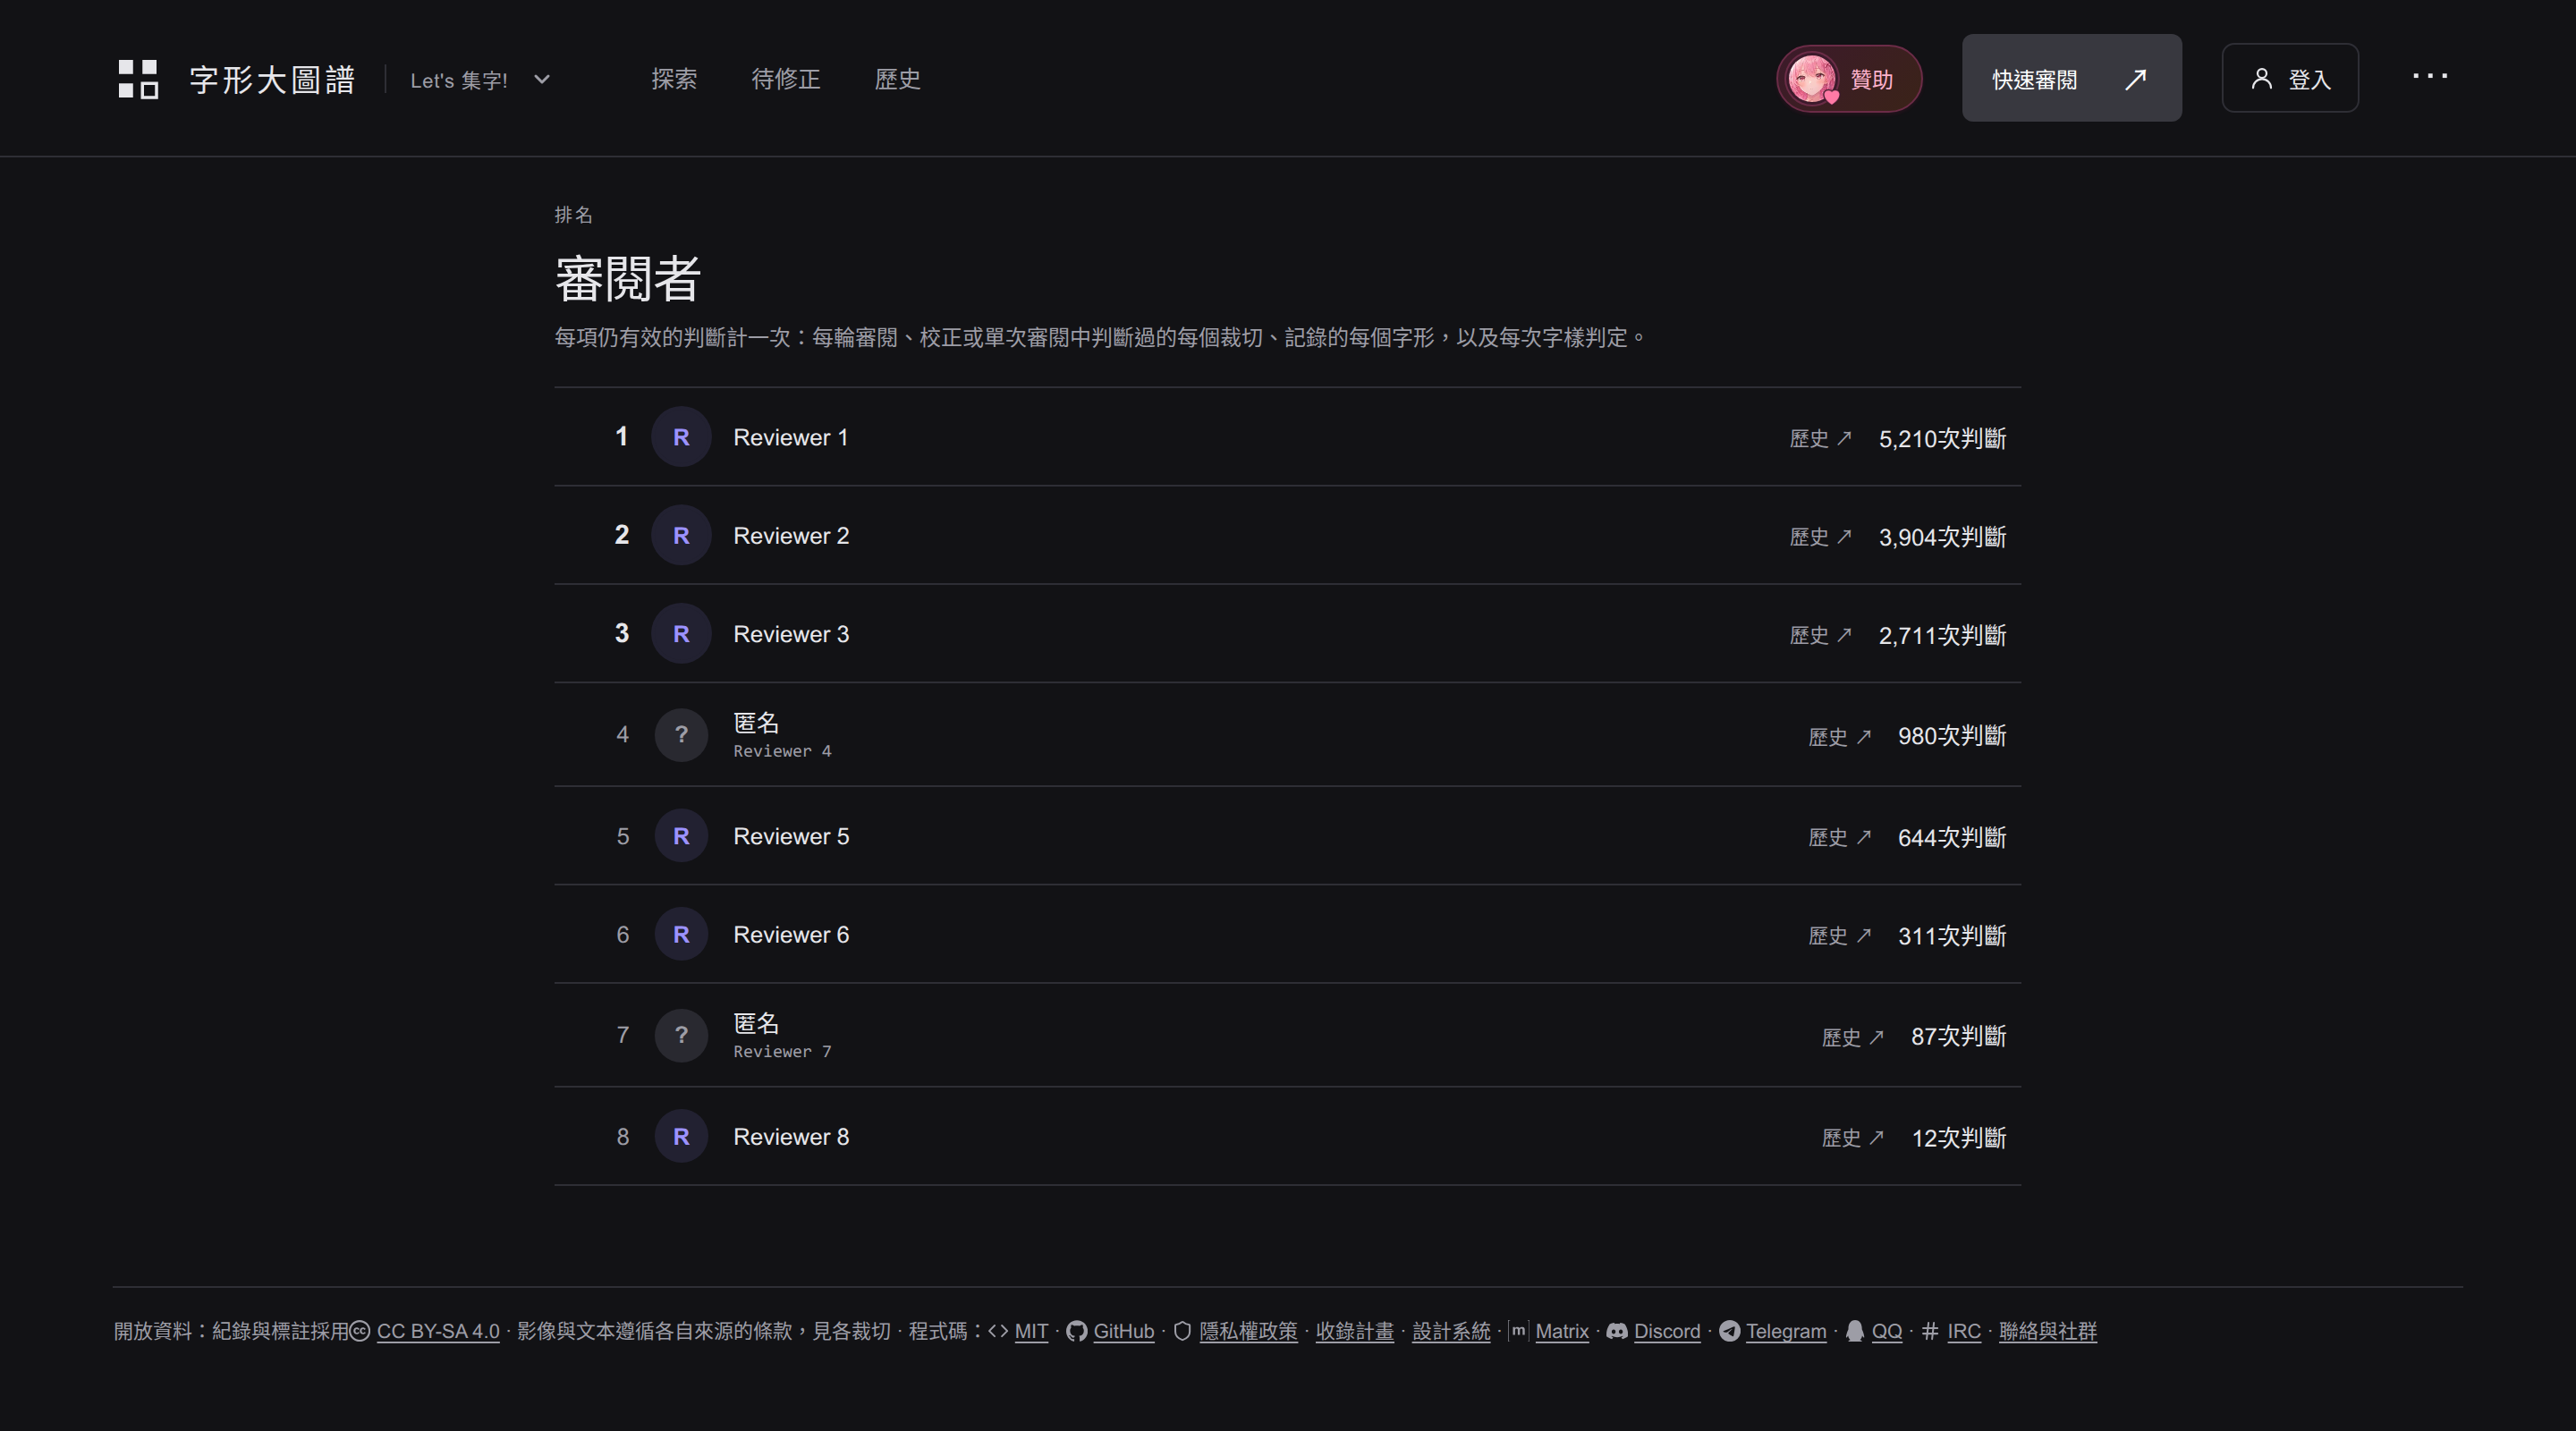 字形大圖譜
Let's 集字!
探索
待修正
歷史
贊助
快速審閱
登入
排名
審閱者
每項仍有效的判斷計一次：每輪審閱、校正或單次審閱中判斷過的每個裁切、記錄的每個字形，以及每次字樣判定。
1 R Reviewer 1 歷史 ↗ 5,210次判斷
2 R Reviewer 2 歷史 ↗ 3,904次判斷
3 R Reviewer 3 歷史 ↗ 2,711次判斷
4 ? 匿名 歷史 ↗ 980次判斷
Reviewer 4
5 R Reviewer 5 歷史 ↗ 644次判斷
6 R Reviewer 6 歷史 ↗ 311次判斷
7 ? 匿名 歷史 ↗ 87次判斷
Reviewer 7
8 R Reviewer 8 歷史 ↗ 12次判斷
開放資料：紀錄與標註採用 CC BY-SA 4.0 · 影像與文本遵循各自來源的條款，見各裁切 · 程式碼：MIT · GitHub · 隱私權政策 · 收錄計畫 · 設計系統 · [m] Matrix · Discord · Telegram · QQ · # IRC · 聯絡與社群